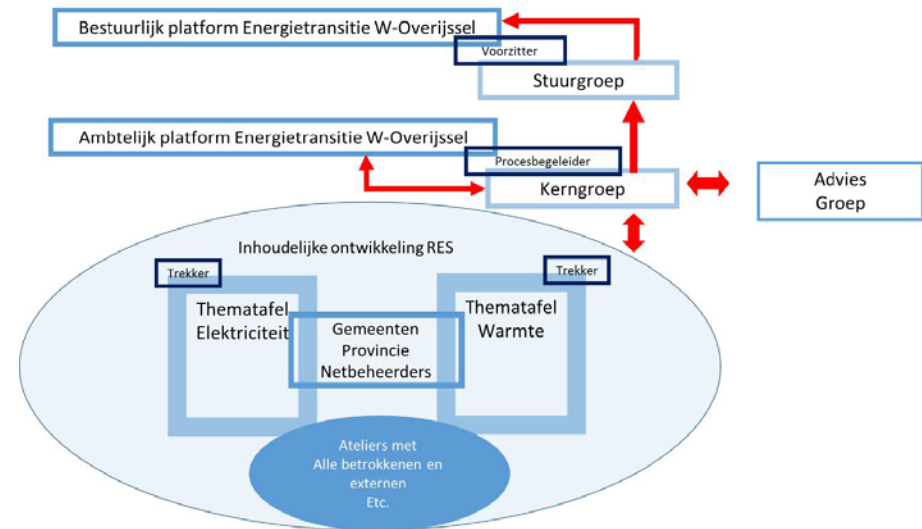 Bestuurlijk platform Energietransitie W-Overijssel
Voorzitter
Stuurgroep
Ambtelijk platform Energietransitie W-Overijssel
Procesbegeleider
Kerngroep
Advies
Groep
Inhoudelijke ontwikkeling RES
Trekker
Trekker
Thematafel
Elektriciteit
Thematafel
Warmte
Gemeenten
Provincie
Netbeheerders
Ateliers met
Alle betrokkenen en
externen
Etc.